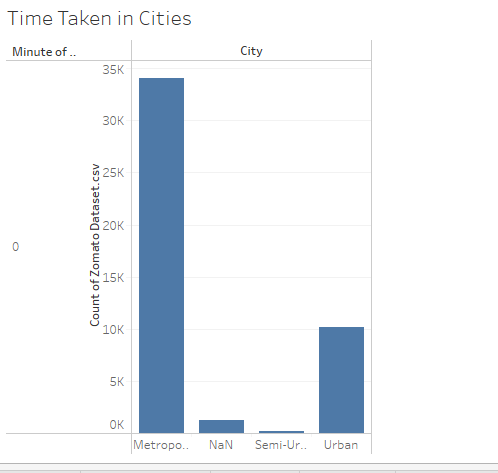 Time Taken in Cities
Minute of ..
City
Count of Zomato Dataset.csv
35K
30K
25K
20K
15K
10K
5K
0K
0
Metropo..
NaN
Semi-Ur..
Urban